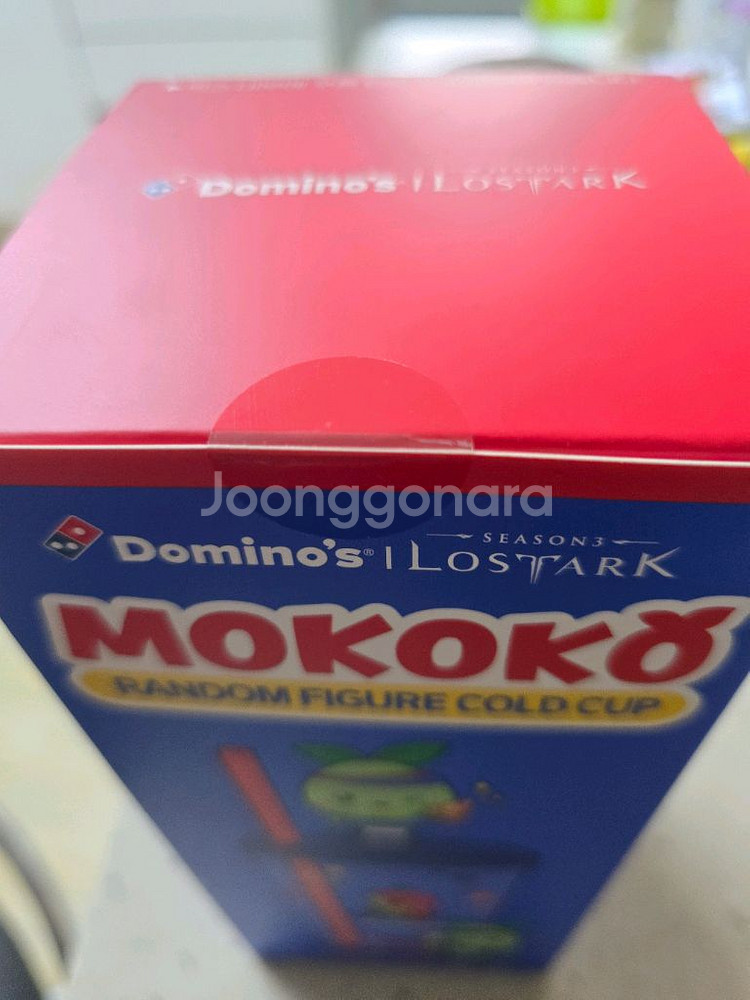 Domino's | LOSTARK
Joonggonara
SEASON3
Domino's® | LOSTARK
MOKOKO
RANDOM FIGURE COLD CUP